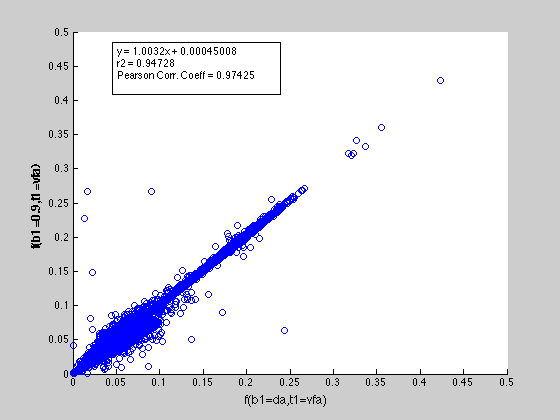 y = 1.0032x + 0.00045008
r2 = 0.94728
Pearson Corr. Coeff = 0.97425
0.5
0.45
0.4
0.35
0.3
0.25
0.2
0.15
0.1
0.05
0
f(b1=0.9,t1=vfa)
0 0.05 0.1 0.15 0.2 0.25 0.3 0.35 0.4 0.45 0.5
f(b1=da,t1=vfa)